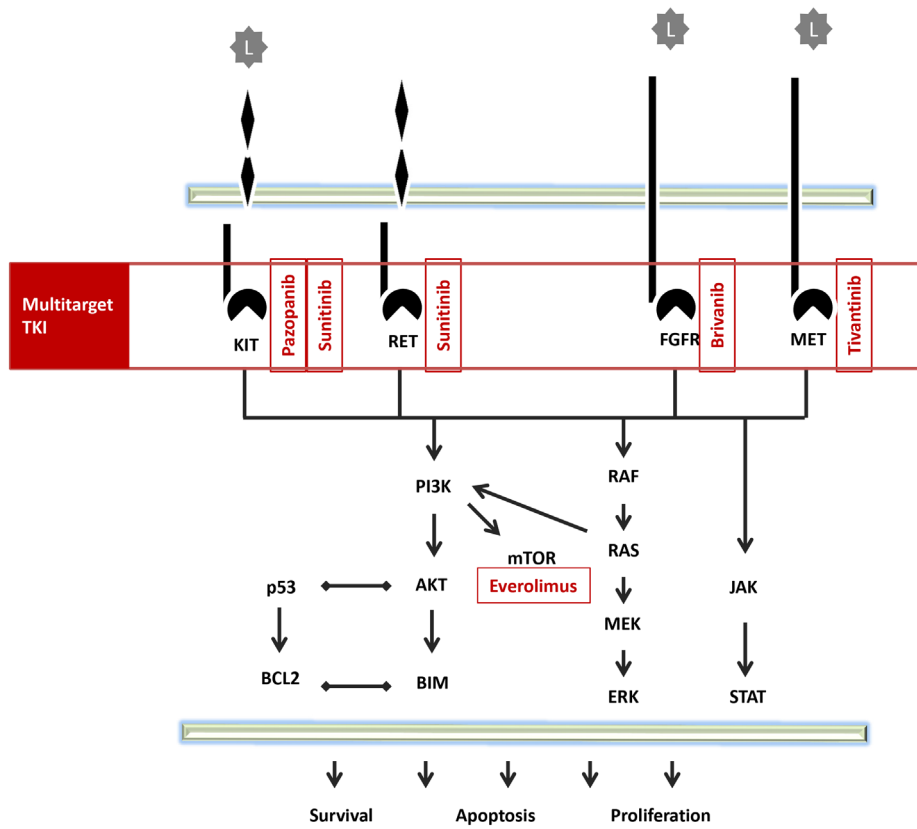 L
L
L
Multitarget
TKI
KIT
Pazopanib
Sunitinib
RET
Sunitinib
FGFR
Brivanib
MET
Tivantinib
PI3K
RAF
mTOR
RAS
Everolimus
p53
AKT
JAK
MEK
BCL2
BIM
ERK
STAT
Survival
Apoptosis
Proliferation